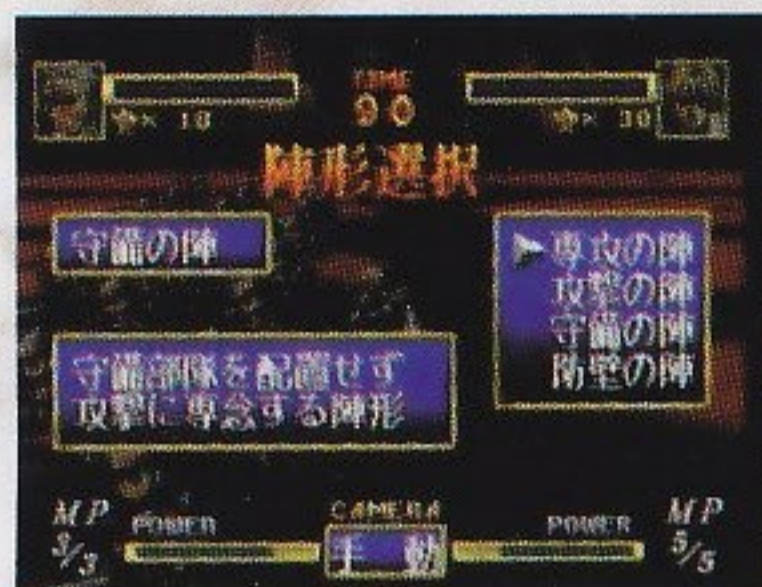 TIME
90
× 10
× 30
陣形選択
守備の陣
専攻の陣
攻撃の陣
守備の陣
防壁の陣
守備部隊を配置せず
攻撃に専念する陣形
MP
3/3
POWER
CAMERA
手動
POWER
MP
5/5